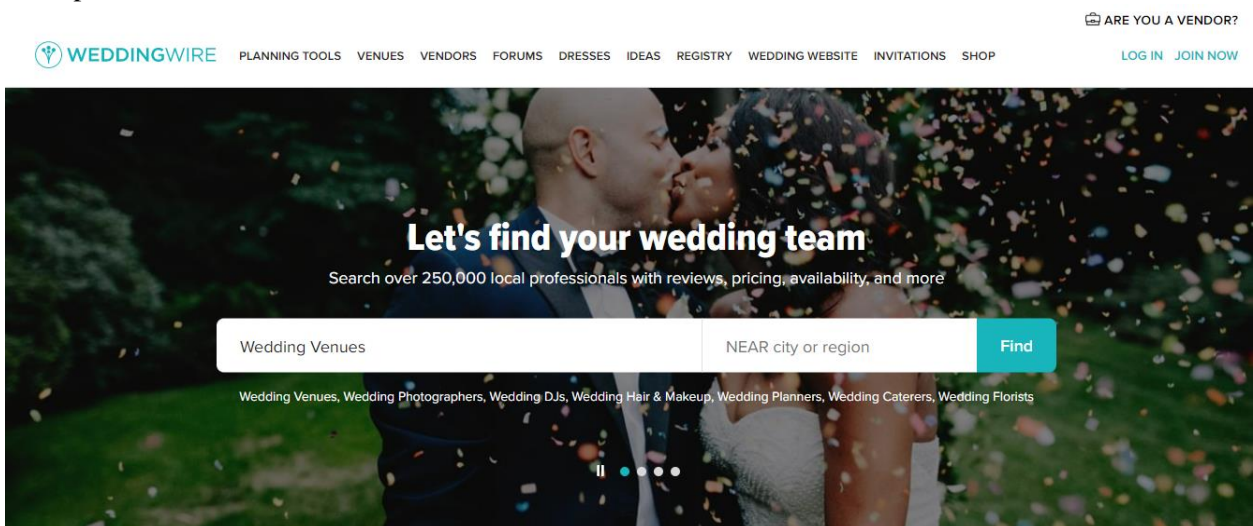 ARE YOU A VENDOR?
WEDDINGWIRE PLANNING TOOLS VENUES VENDORS FORUMS DRESSES IDEAS REGISTRY WEDDING WEBSITE INVITATIONS SHOP LOG IN JOIN NOW
Let's find your wedding team
Search over 250,000 local professionals with reviews, pricing, availability, and more
Wedding Venues NEAR city or region Find
Wedding Venues, Wedding Photographers, Wedding DJs, Wedding Hair & Makeup, Wedding Planners, Wedding Caterers, Wedding Florists